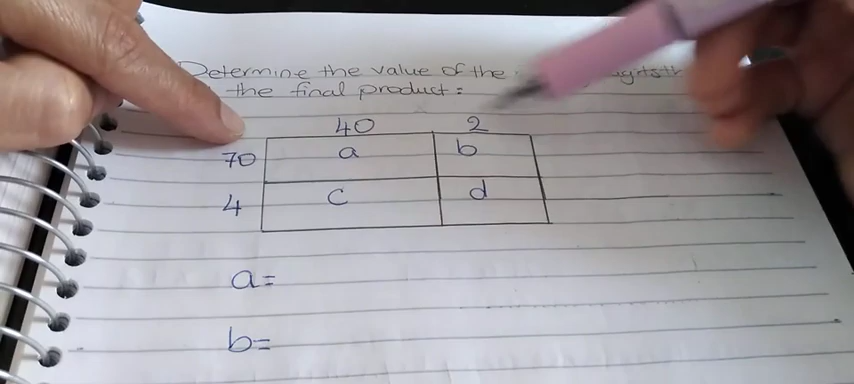 Determine the value of the
the final product:
40 2
70 a b
4 c d
a=
b=